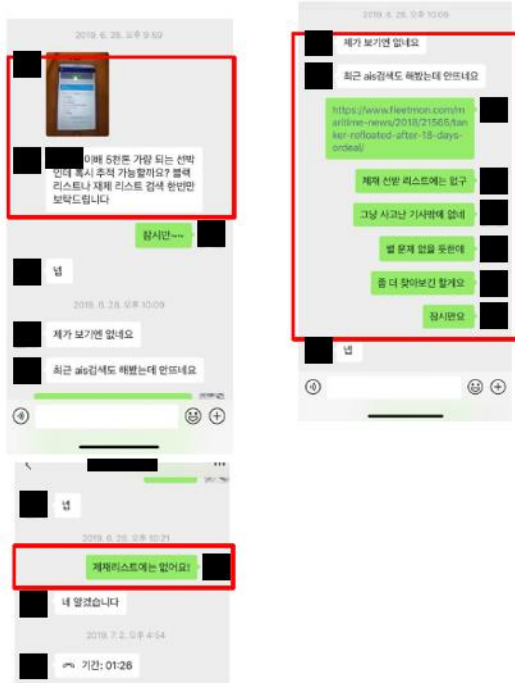 2019. 6. 28. 오후 9:59
이배 5천톤 가량 되는 선박
인데 혹시 추적 가능할까요? 블랙
리스트나 재제 리스트 검색 한번만
보탁드립니다
잠시만~~
넵
2019. 6. 28. 오후 10:09
제가 보기엔 없네요
최근 ais검색도 해봤는데 안뜨네요
2019. 6. 28. 오후 10:09
제가 보기엔 없네요
최근 ais검색도 해봤는데 안뜨네요
https://www.fleetmon.com/m
aritime-news/2018/21565/tan
ker-refloated-after-18-days-
ordeal/
제재 선박 리스트에는 없구
그냥 사고난 기사밖에 없네
별 문제 없을 듯한데
좀 더 찾아보긴 할게요
잠시만요
넵
넵
2019. 6. 28. 오후 10:21
제재리스트에는 없어요!
네 알겠습니다
2019. 7. 2. 오후 4:54
기간: 01:26